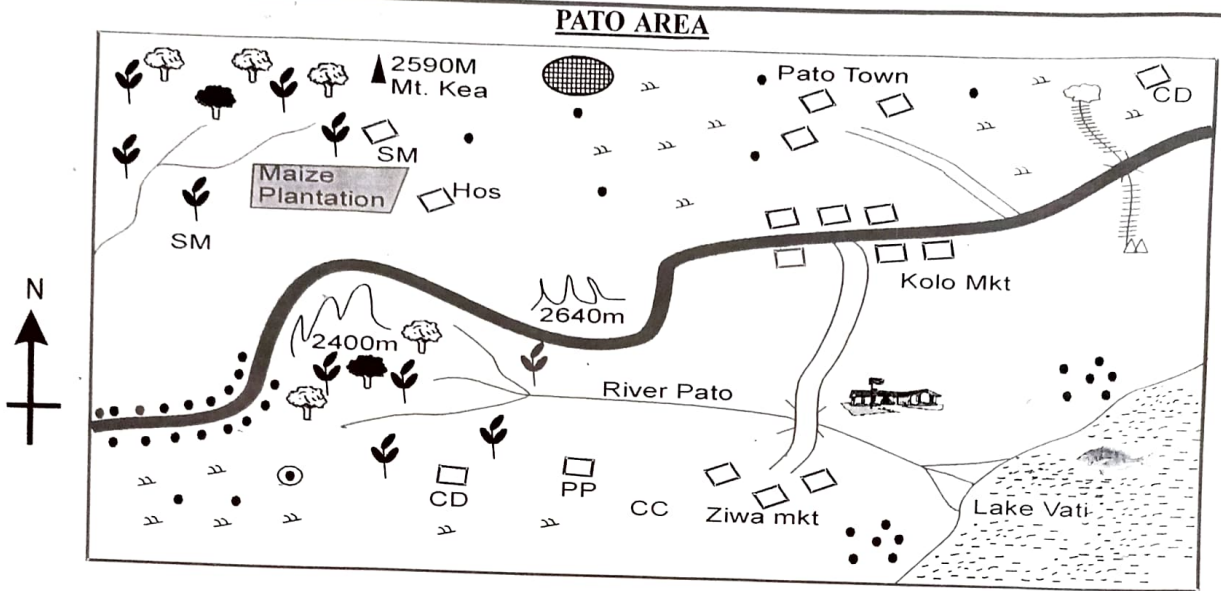 PATO AREA
2590M
Mt. Kea
Pato Town
CD
SM
Maize
Plantation
Hos
SM
Kolo Mkt
N
2640m
2400m
River Pato
CD
PP
CC
Ziwa mkt
Lake Vati